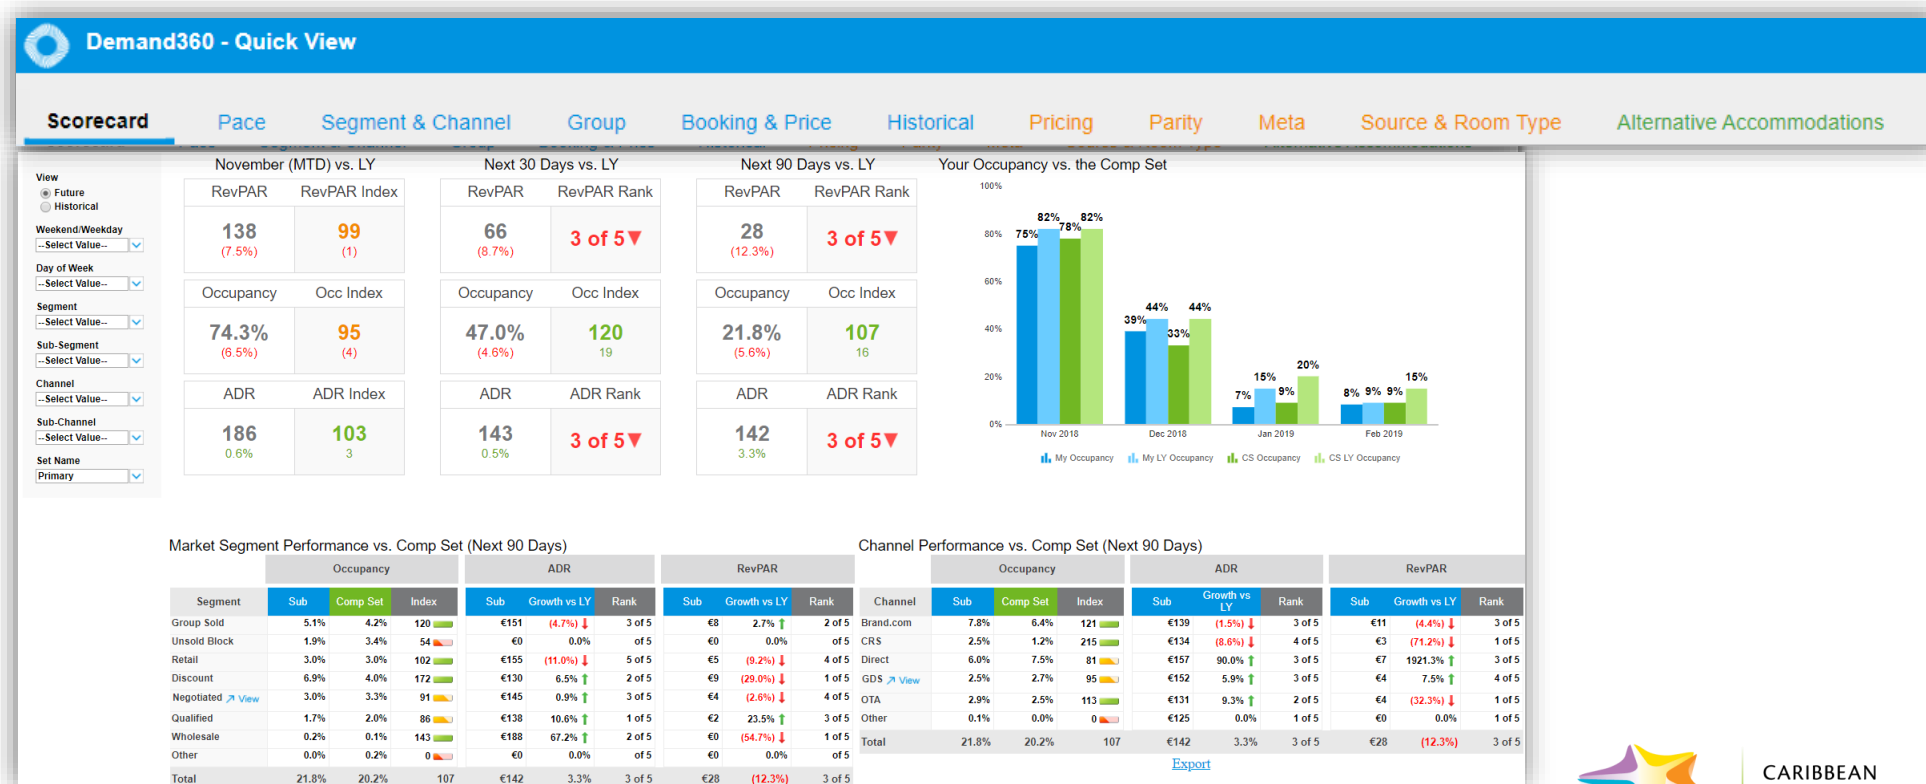 Demand360 - Quick View
Scorecard Pace Segment & Channel Group Booking & Price Historical Pricing Parity Meta Source & Room Type Alternative Accommodations
View
Future
Historical
Weekend/Weekday
--Select Value--
Day of Week
--Select Value--
Segment
--Select Value--
Sub-Segment
--Select Value--
Channel
--Select Value--
Sub-Channel
--Select Value--
Set Name
Primary
November (MTD) vs. LY
RevPAR RevPAR Index
138 99
(7.5%) (1)
Occupancy Occ Index
74.3% 95
(6.5%) (4)
ADR ADR Index
186 103
0.6% 3
Next 30 Days vs. LY
RevPAR RevPAR Rank
66 3 of 5▼
(8.7%)
Occupancy Occ Index
47.0% 120
(4.6%) 19
ADR ADR Rank
143 3 of 5▼
0.5%
Next 90 Days vs. LY
RevPAR RevPAR Rank
28 3 of 5▼
(12.3%)
Occupancy Occ Index
21.8% 107
(5.6%) 16
ADR ADR Rank
142 3 of 5▼
3.3%
Your Occupancy vs. the Comp Set
100%
80%
60%
40%
20%
0%
75% 82% 78% 82%
39% 44% 33% 44%
7% 15% 9% 20%
8% 9% 9% 15%
Nov 2018 Dec 2018 Jan 2019 Feb 2019
My Occupancy My LY Occupancy CS Occupancy CS LY Occupancy
Market Segment Performance vs. Comp Set (Next 90 Days)
Occupancy ADR RevPAR
Segment Sub Comp Set Index Sub Growth vs LY Rank Sub Growth vs LY Rank
Group Sold 5.1% 4.2% 120 €151 (4.7%) ↓ 3 of 5 €8 2.7% ↑ 2 of 5
Unsold Block 1.9% 3.4% 54 €0 0.0% of 5 €0 0.0% of 5
Retail 3.0% 3.0% 102 €155 (11.0%) ↓ 5 of 5 €5 (9.2%) ↓ 4 of 5
Discount 6.9% 4.0% 172 €130 6.5% ↑ 2 of 5 €9 (29.0%) ↓ 1 of 5
Negotiated View 3.0% 3.3% 91 €145 0.9% ↑ 3 of 5 €4 (2.6%) ↓ 4 of 5
Qualified 1.7% 2.0% 86 €138 10.6% ↑ 1 of 5 €2 23.5% ↑ 3 of 5
Wholesale 0.2% 0.1% 143 €188 67.2% ↑ 2 of 5 €0 (54.7%) ↓ 1 of 5
Other 0.0% 0.2% 0 €0 0.0% of 5 €0 0.0% of 5
Total 21.8% 20.2% 107 €142 3.3% 3 of 5 €28 (12.3%) 3 of 5
Channel Performance vs. Comp Set (Next 90 Days)
Occupancy ADR RevPAR
Channel Sub Comp Set Index Sub Growth vs LY Rank Sub Growth vs LY Rank
Brand.com 7.8% 6.4% 121 €139 (1.5%) ↓ 3 of 5 €11 (4.4%) ↓ 3 of 5
CRS 2.5% 1.2% 215 €134 (8.6%) ↓ 4 of 5 €3 (71.2%) ↓ 1 of 5
Direct 6.0% 7.5% 81 €157 90.0% ↑ 3 of 5 €7 1921.3% ↑ 3 of 5
GDS View 2.5% 2.7% 95 €152 5.9% ↑ 3 of 5 €4 7.5% ↑ 4 of 5
OTA 2.9% 2.5% 113 €131 9.3% ↑ 2 of 5 €4 (32.3%) ↓ 1 of 5
Other 0.1% 0.0% 0 €125 0.0% 1 of 5 €0 0.0% 1 of 5
Total 21.8% 20.2% 107 €142 3.3% 3 of 5 €28 (12.3%) 3 of 5
Export
CARIBBEAN